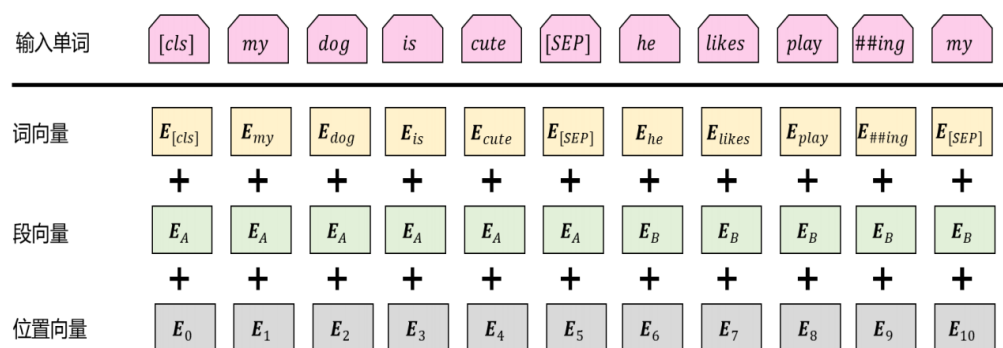 输入单词 [cls] my dog is cute [SEP] he likes play ##ing my
词向量 E[cls] Emy Edog Eis Ecute E[SEP] Ehe Elikes Eplay E##ing E[SEP]
+ + + + + + + + + + +
段向量 EA EA EA EA EA EA EB EB EB EB EB
+ + + + + + + + + + +
位置向量 E0 E1 E2 E3 E4 E5 E6 E7 E8 E9 E10